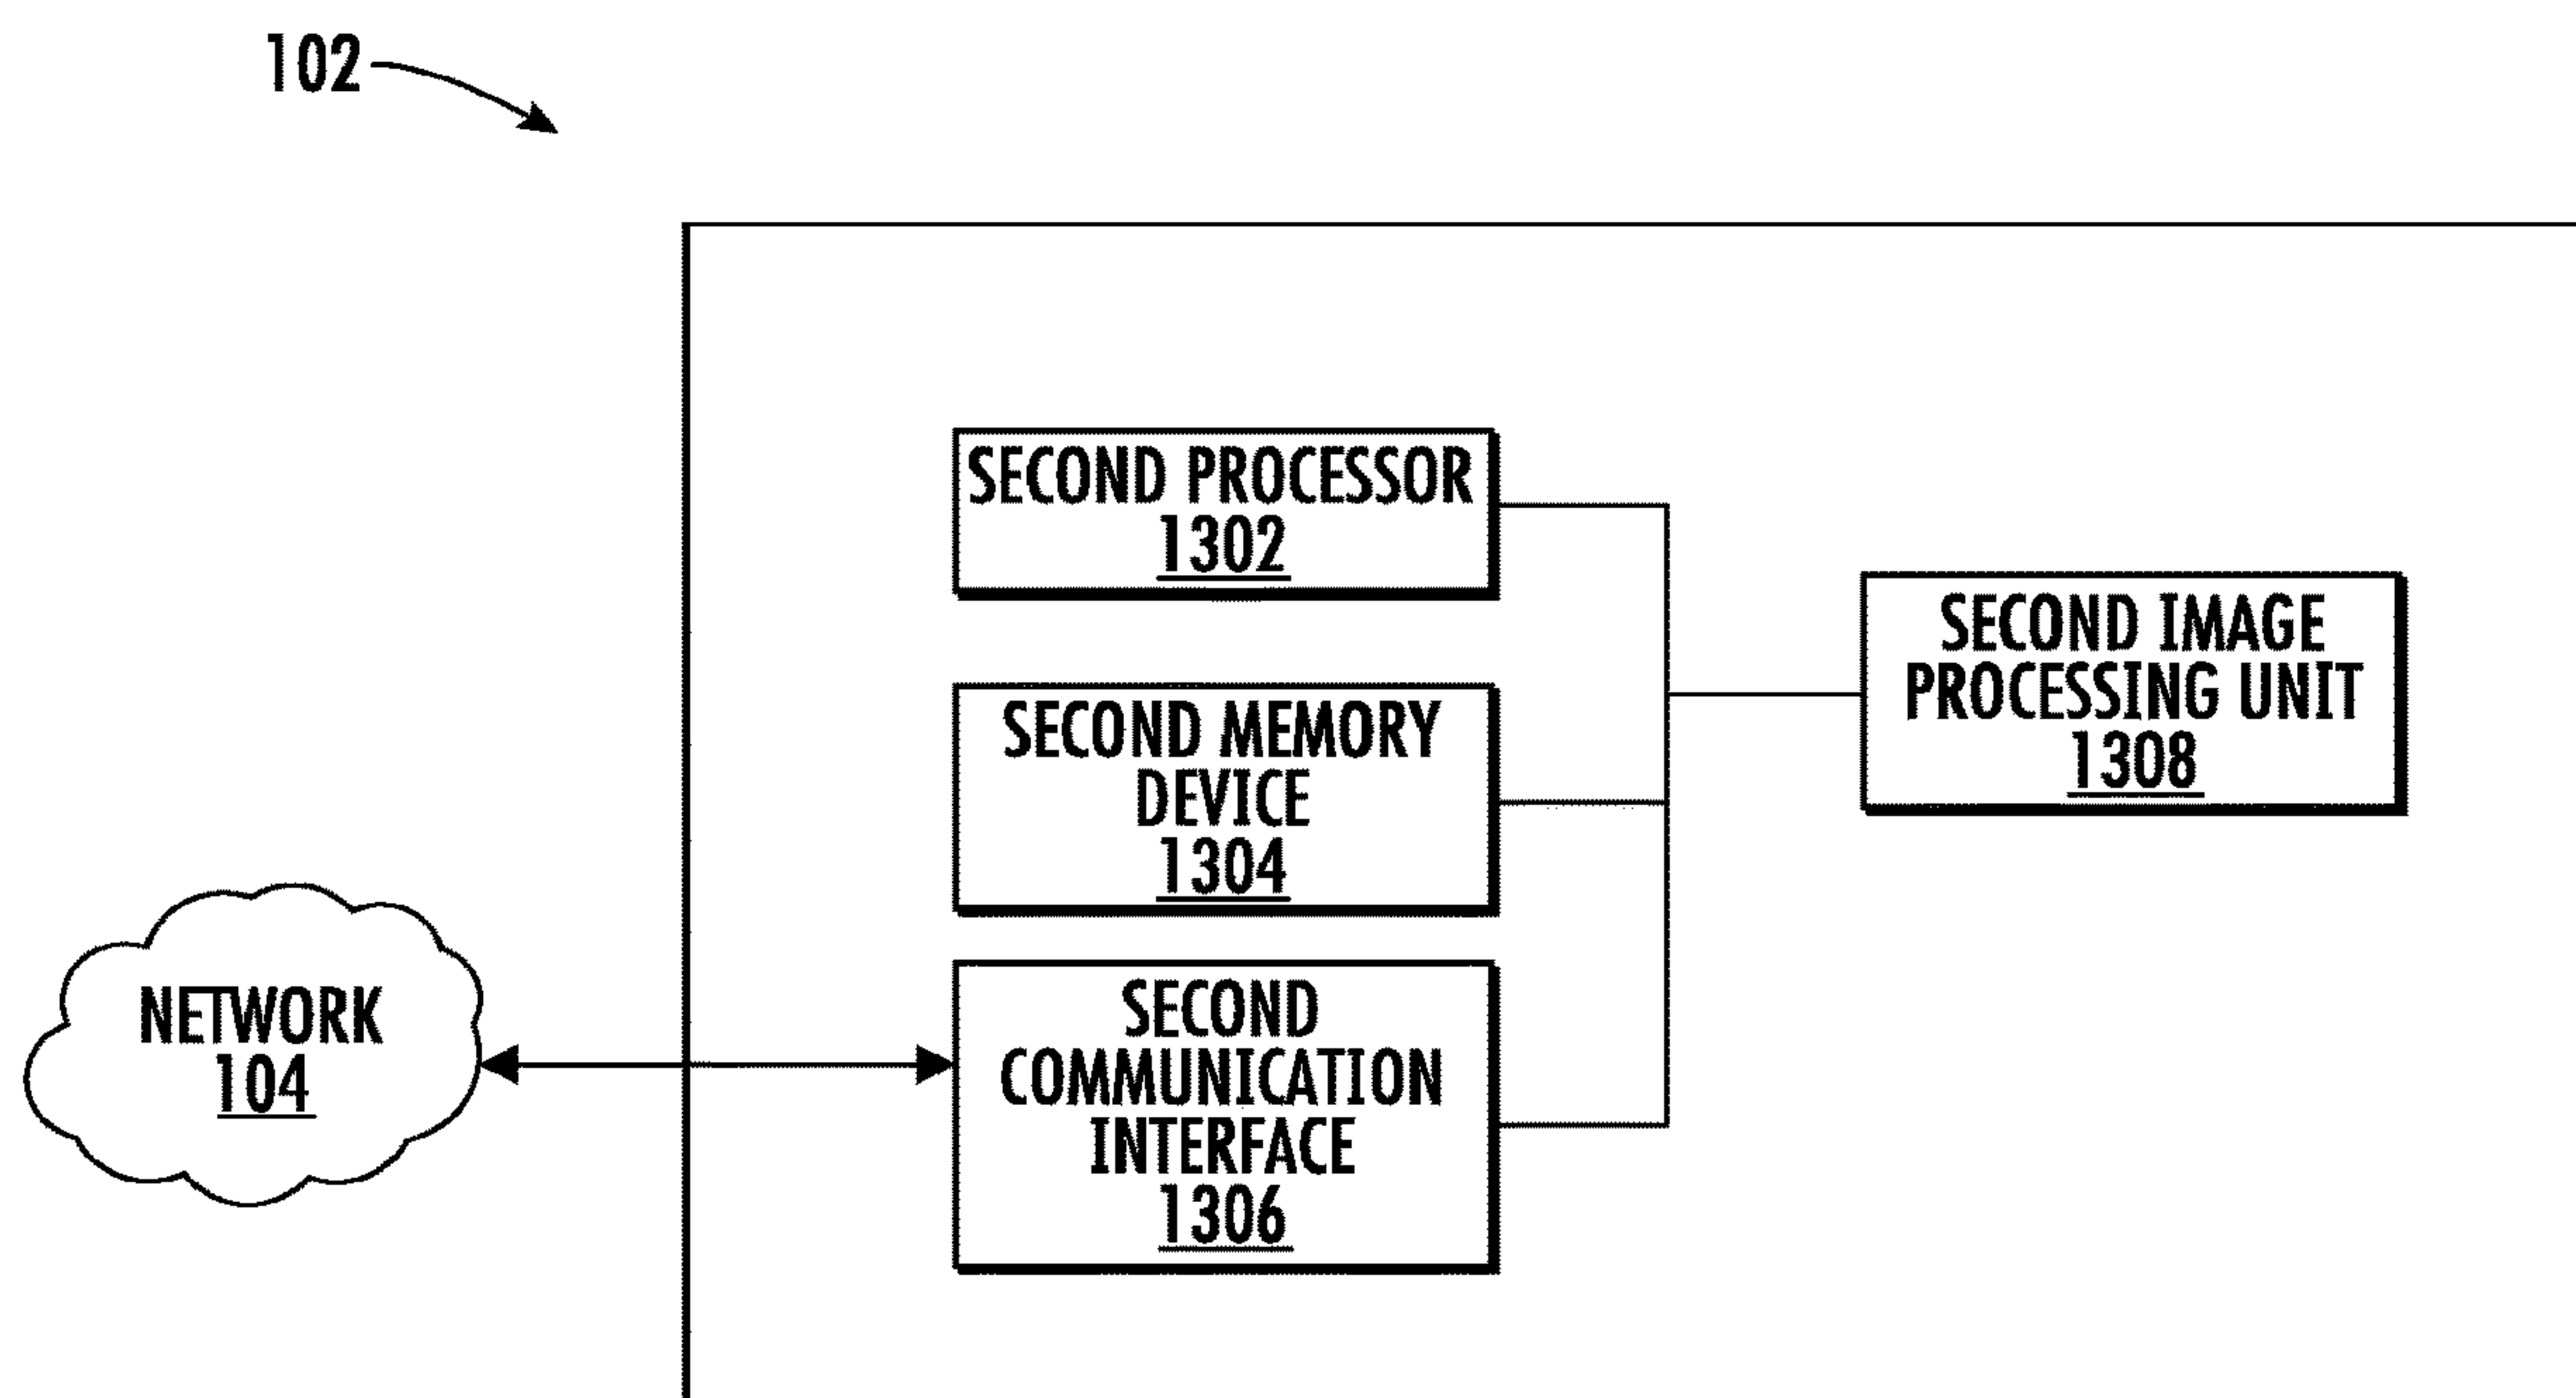 102
SECOND PROCESSOR
1302
SECOND MEMORY
DEVICE
1304
SECOND
COMMUNICATION
INTERFACE
1306
SECOND IMAGE
PROCESSING UNIT
1308
NETWORK
104